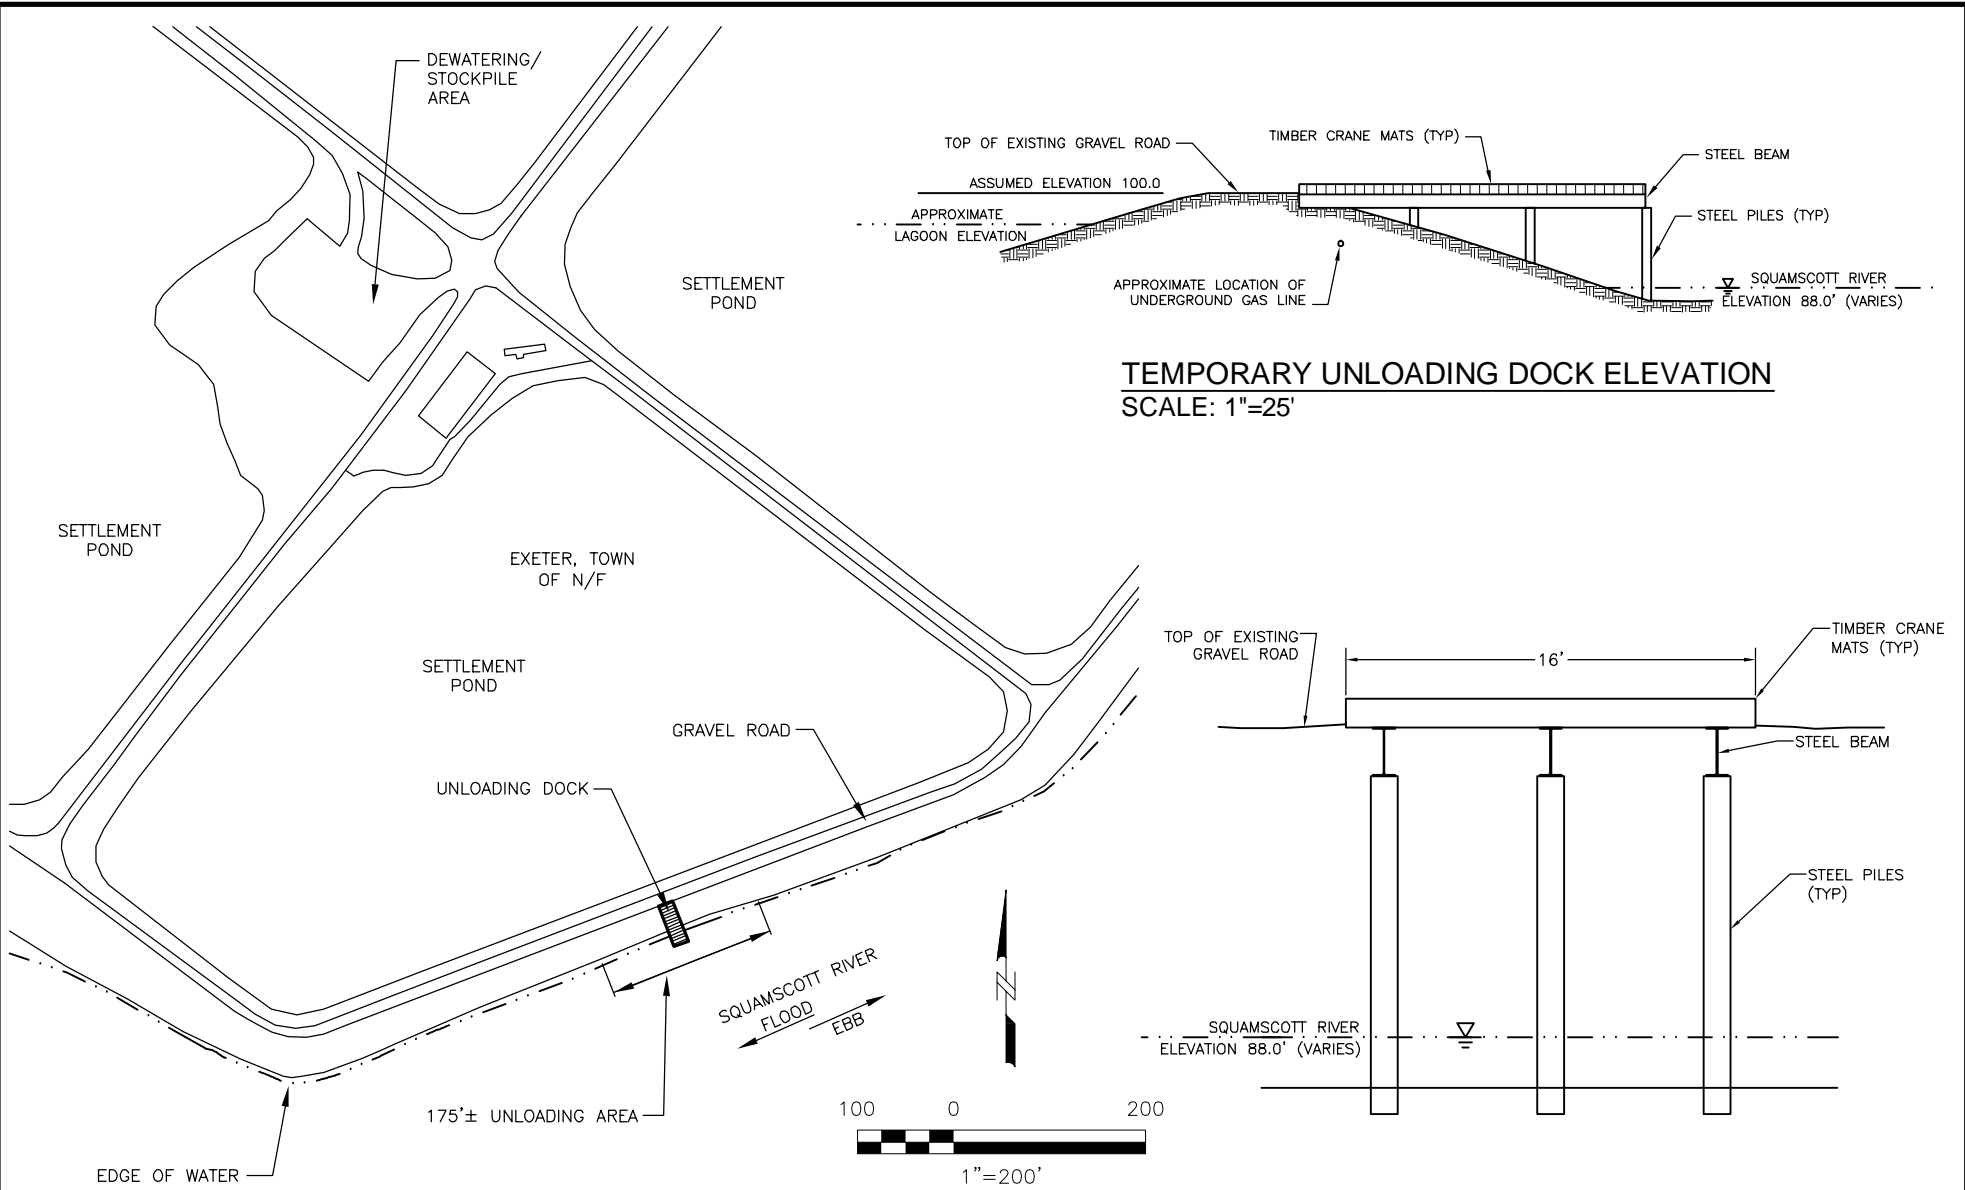 DEWATERING/
STOCKPILE
AREA
SETTLEMENT
POND
SETTLEMENT
POND
EXETER, TOWN
OF N/F
SETTLEMENT
POND
GRAVEL ROAD
UNLOADING DOCK
SQUAMSCOTT RIVER
FLOOD
EBB
175'± UNLOADING AREA
EDGE OF WATER
N
100 0 200
1"=200'
TOP OF EXISTING GRAVEL ROAD
TIMBER CRANE MATS (TYP)
STEEL BEAM
ASSUMED ELEVATION 100.0
APPROXIMATE
LAGOON ELEVATION
STEEL PILES (TYP)
APPROXIMATE LOCATION OF
UNDERGROUND GAS LINE
SQUAMSCOTT RIVER
ELEVATION 88.0' (VARIES)
TEMPORARY UNLOADING DOCK ELEVATION
SCALE: 1"=25'
TOP OF EXISTING
GRAVEL ROAD
16'
TIMBER CRANE
MATS (TYP)
STEEL BEAM
STEEL PILES
(TYP)
SQUAMSCOTT RIVER
ELEVATION 88.0' (VARIES)